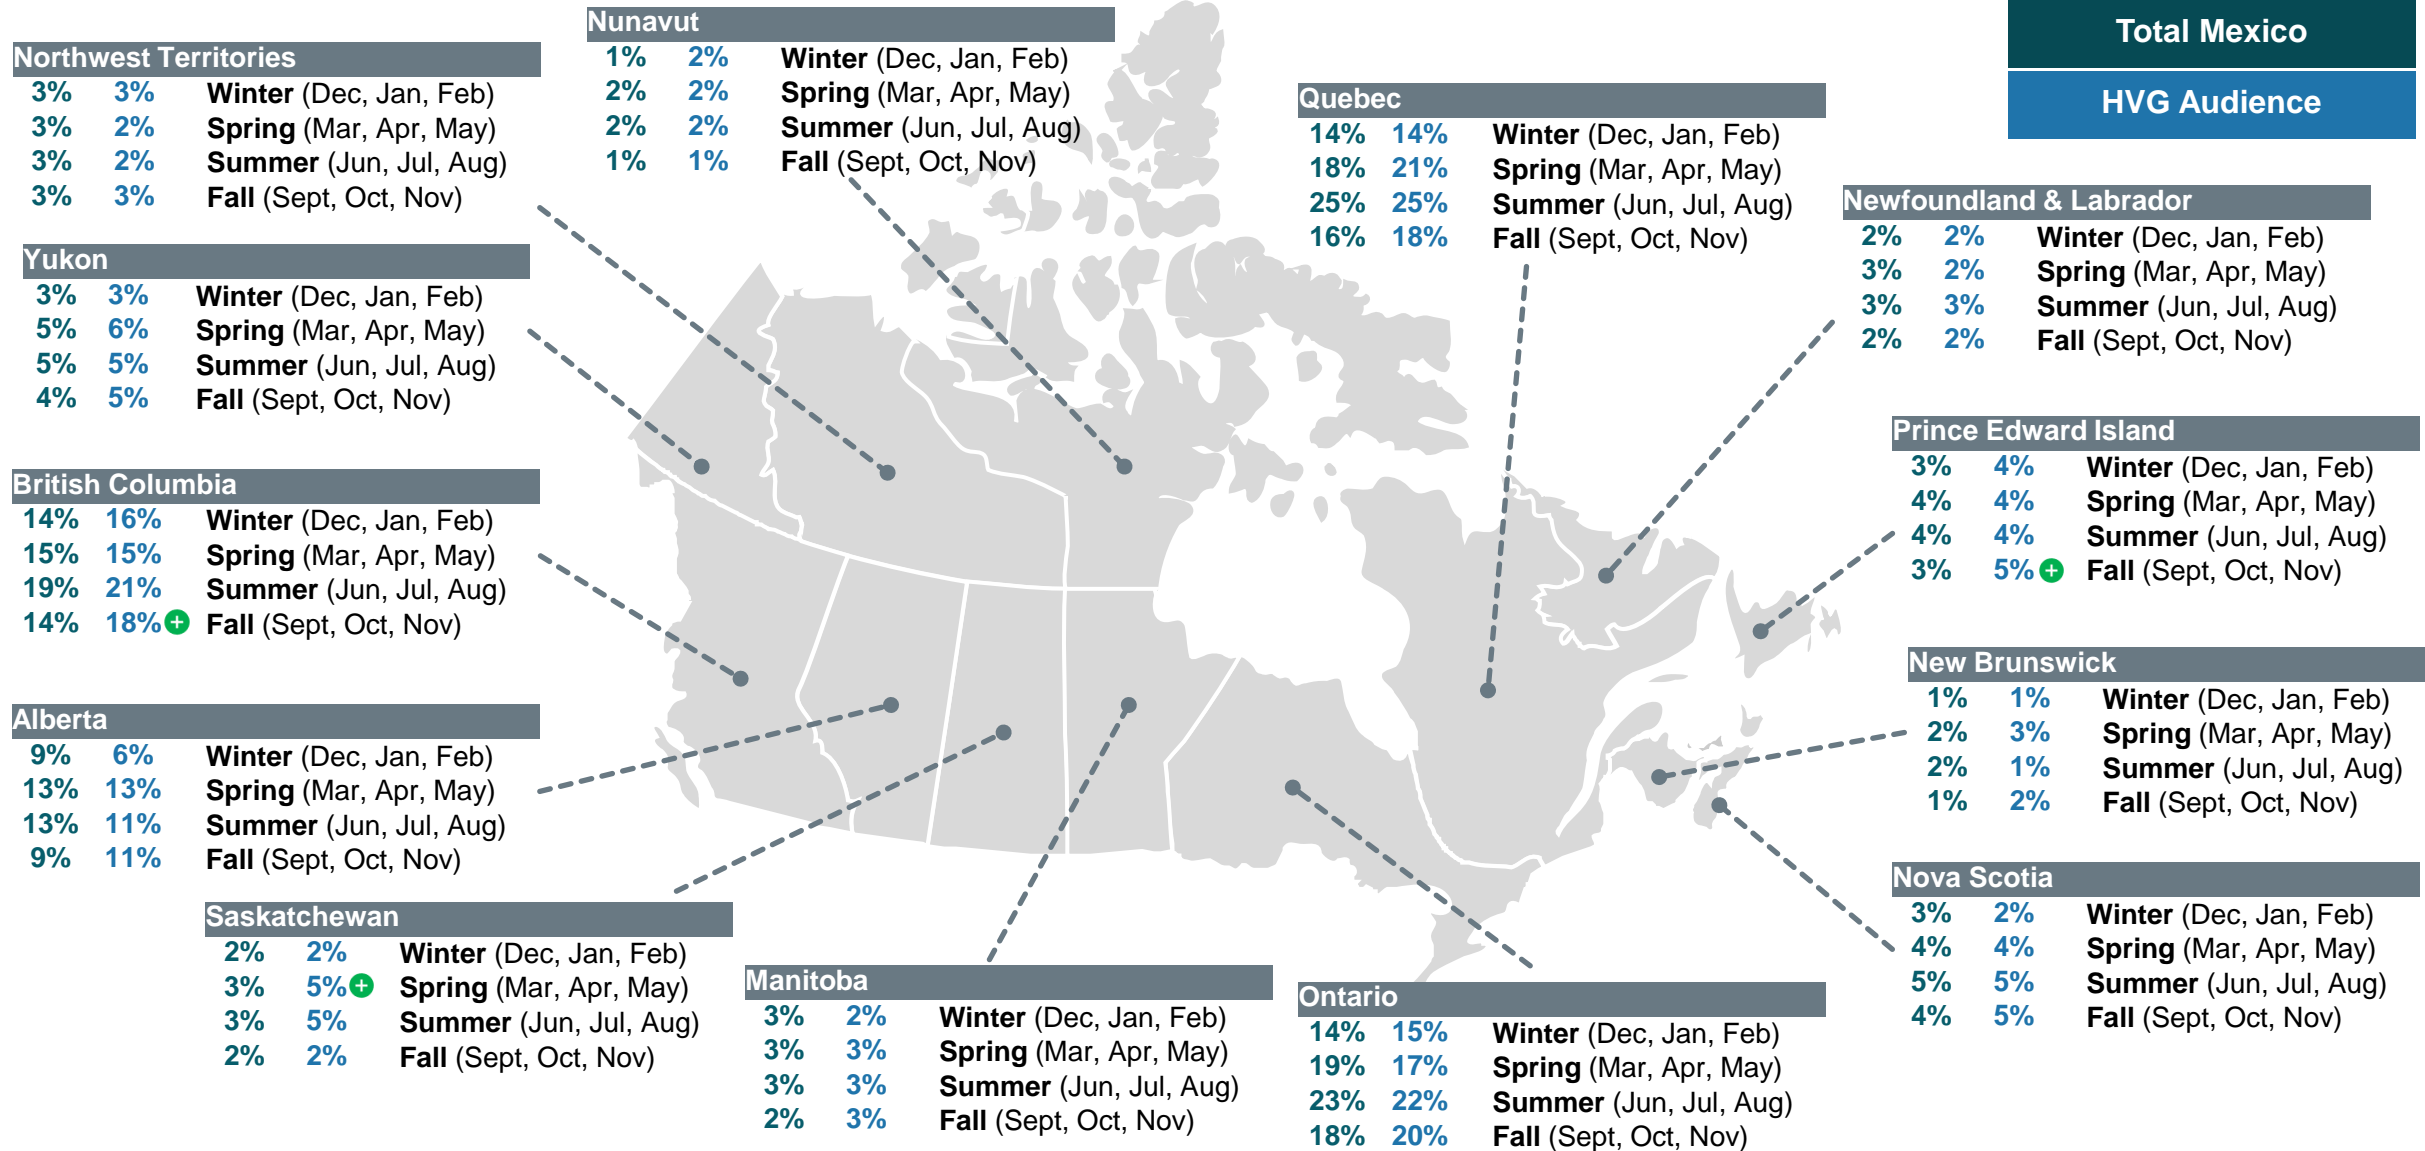 Nunavut
1% 2% Winter (Dec, Jan, Feb)
2% 2% Spring (Mar, Apr, May)
2% 2% Summer (Jun, Jul, Aug)
1% 1% Fall (Sept, Oct, Nov)
Total Mexico
HVG Audience
Northwest Territories
3% 3% Winter (Dec, Jan, Feb)
3% 2% Spring (Mar, Apr, May)
3% 2% Summer (Jun, Jul, Aug)
3% 3% Fall (Sept, Oct, Nov)
Quebec
14% 14% Winter (Dec, Jan, Feb)
18% 21% Spring (Mar, Apr, May)
25% 25% Summer (Jun, Jul, Aug)
16% 18% Fall (Sept, Oct, Nov)
Newfoundland & Labrador
2% 2% Winter (Dec, Jan, Feb)
3% 2% Spring (Mar, Apr, May)
3% 3% Summer (Jun, Jul, Aug)
2% 2% Fall (Sept, Oct, Nov)
Yukon
3% 3% Winter (Dec, Jan, Feb)
5% 6% Spring (Mar, Apr, May)
5% 5% Summer (Jun, Jul, Aug)
4% 5% Fall (Sept, Oct, Nov)
Prince Edward Island
3% 4% Winter (Dec, Jan, Feb)
4% 4% Spring (Mar, Apr, May)
4% 4% Summer (Jun, Jul, Aug)
3% 5% + Fall (Sept, Oct, Nov)
British Columbia
14% 16% Winter (Dec, Jan, Feb)
15% 15% Spring (Mar, Apr, May)
19% 21% Summer (Jun, Jul, Aug)
14% 18% + Fall (Sept, Oct, Nov)
New Brunswick
1% 1% Winter (Dec, Jan, Feb)
2% 3% Spring (Mar, Apr, May)
2% 1% Summer (Jun, Jul, Aug)
1% 2% Fall (Sept, Oct, Nov)
Alberta
9% 6% Winter (Dec, Jan, Feb)
13% 13% Spring (Mar, Apr, May)
13% 11% Summer (Jun, Jul, Aug)
9% 11% Fall (Sept, Oct, Nov)
Nova Scotia
3% 2% Winter (Dec, Jan, Feb)
4% 4% Spring (Mar, Apr, May)
5% 5% Summer (Jun, Jul, Aug)
4% 5% Fall (Sept, Oct, Nov)
Saskatchewan
2% 2% Winter (Dec, Jan, Feb)
3% 5% + Spring (Mar, Apr, May)
3% 5% Summer (Jun, Jul, Aug)
2% 2% Fall (Sept, Oct, Nov)
Manitoba
3% 2% Winter (Dec, Jan, Feb)
3% 3% Spring (Mar, Apr, May)
3% 3% Summer (Jun, Jul, Aug)
2% 3% Fall (Sept, Oct, Nov)
Ontario
14% 15% Winter (Dec, Jan, Feb)
19% 17% Spring (Mar, Apr, May)
23% 22% Summer (Jun, Jul, Aug)
18% 20% Fall (Sept, Oct, Nov)